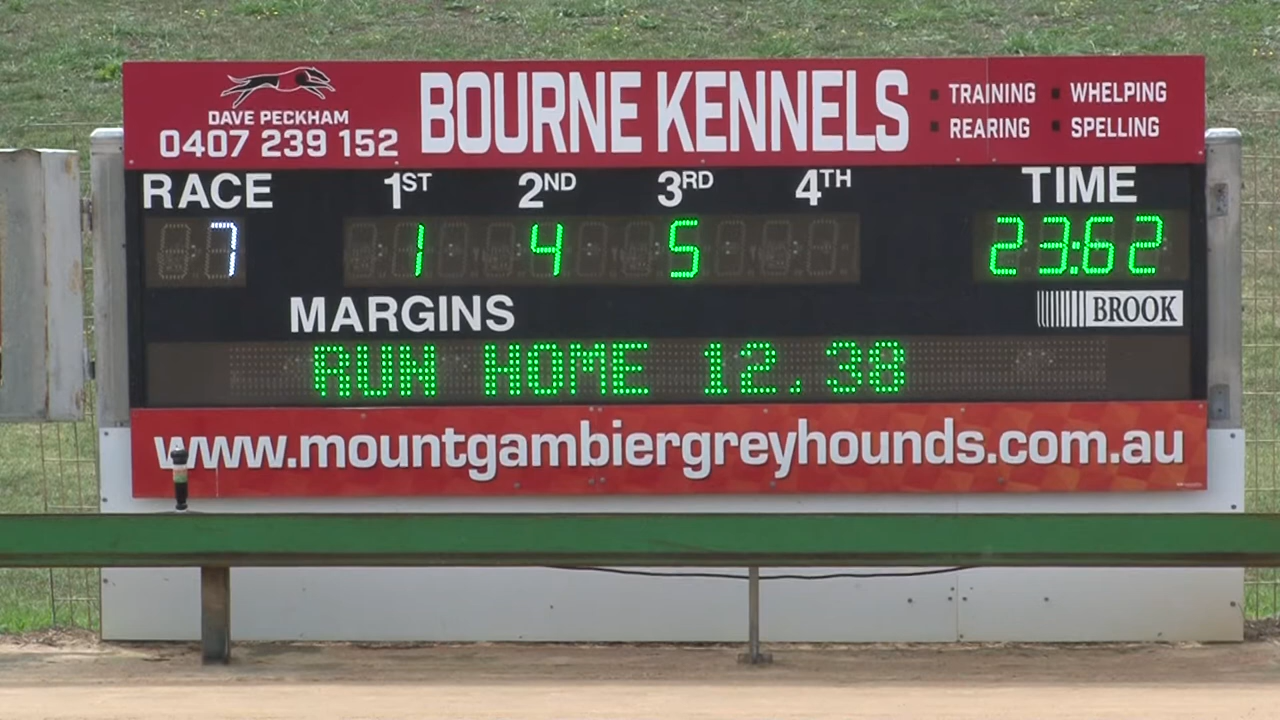 DAVE PECKHAM
0407 239 152
BOURNE KENNELS
TRAINING
WHELPING
REARING
SPELLING
RACE 1ST 2ND 3RD 4TH TIME
7 1 4 5 23:62
MARGINS
BROOK
RUN HOME 12.38
www.mountgambiergreyhounds.com.au